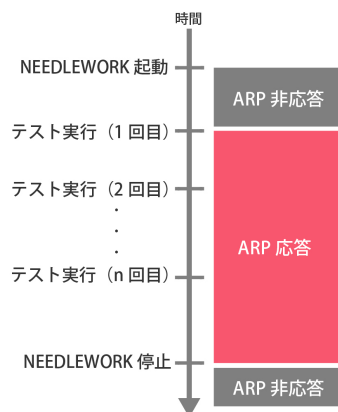 時間
NEEDLEWORK 起動
ARP 非応答
テスト実行（1 回目）
テスト実行（2 回目）
・
・
・
ARP 応答
テスト実行（n 回目）
NEEDLEWORK 停止
ARP 非応答